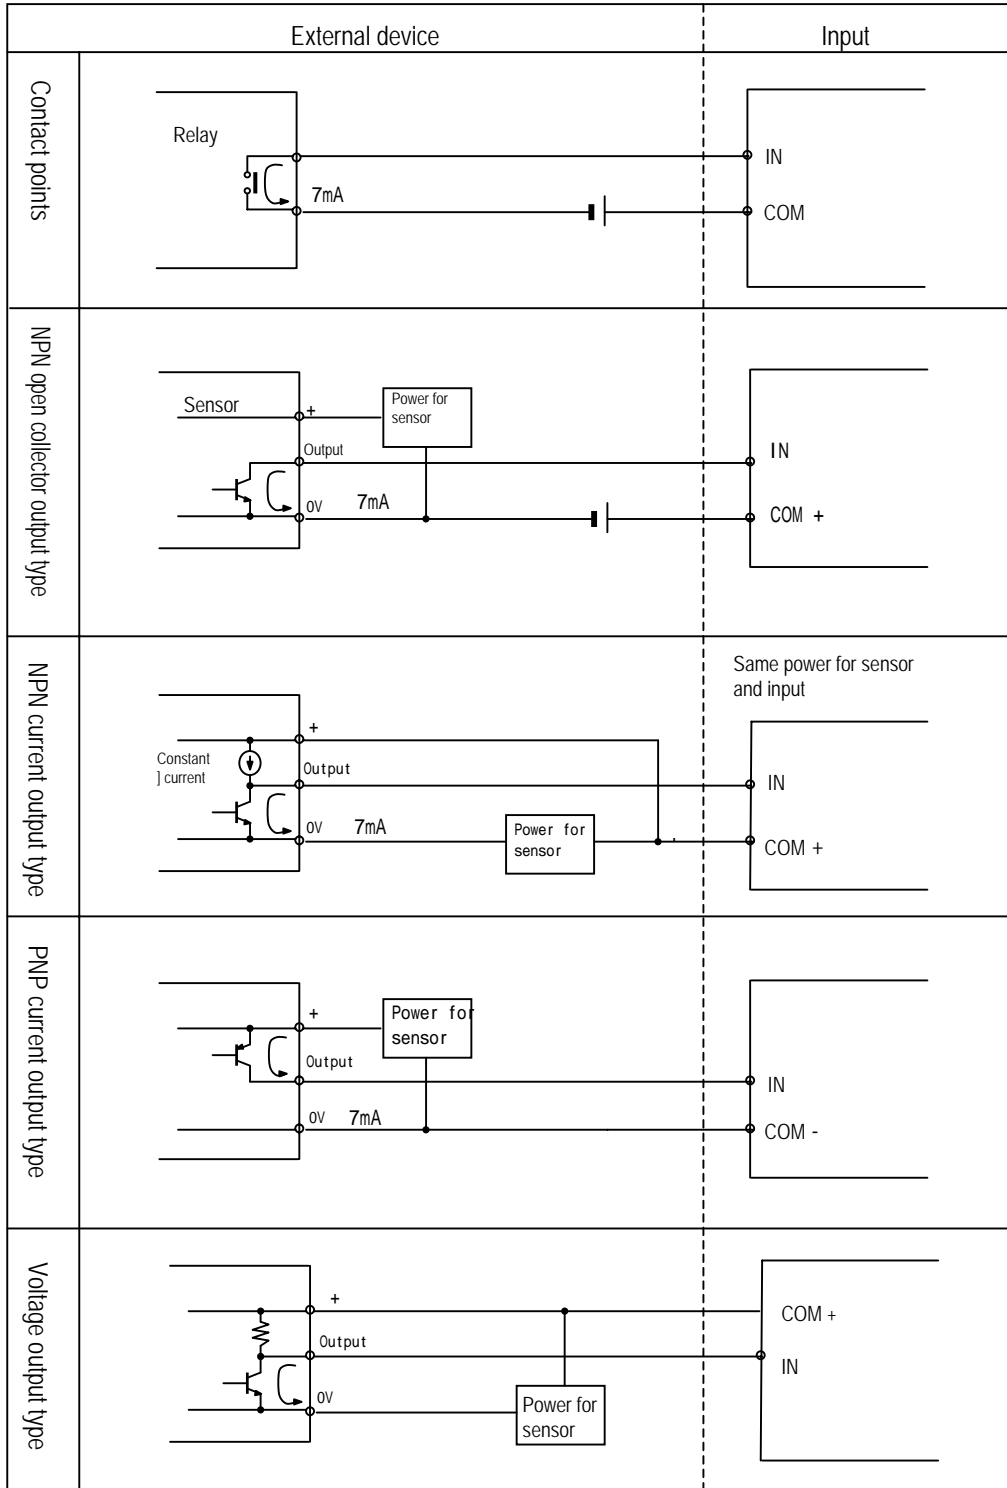 External device
Input
Contact points
Relay
7mA
IN
COM
NPN open collector output type
Sensor
+
Power for
sensor
Output
IN
0V
7mA
COM +
NPN current output type
Same power for sensor
and input
+
Constant
] current
Output
IN
0V
7mA
Power for
sensor
COM +
PNP current output type
+
Power for
sensor
Output
IN
0V
7mA
COM -
Voltage output type
+
COM +
Output
IN
0V
Power for
sensor